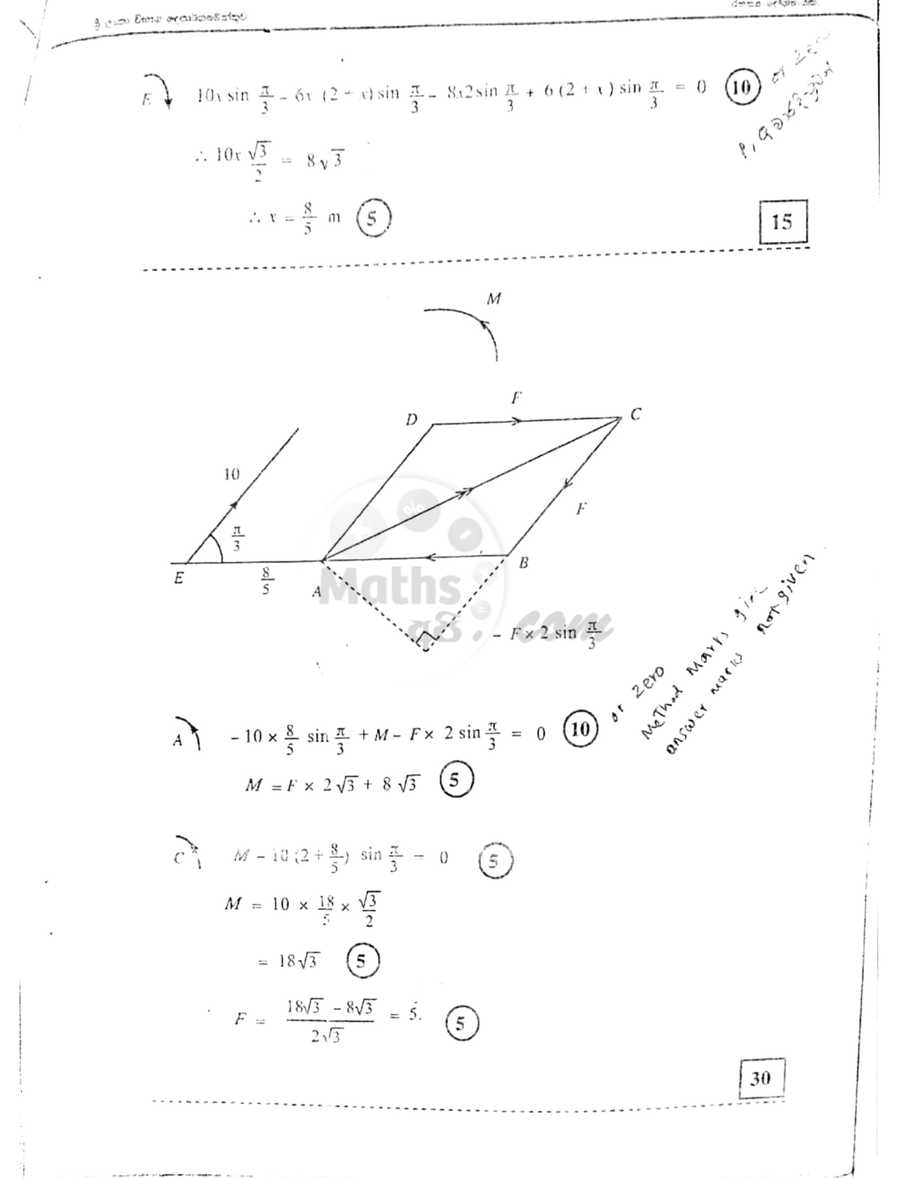 E 10x sin π/3 - 6x (2 + x) sin π/3 - 8x2 sin π/3 + 6 (2 + x) sin π/3 = 0 (10) or zero
∴ 10x √3/2 = 8√3
∴ x = 8/5 m (5)
15
M
F
D
C
10
F
π/3
E
8/5
A
B
Maths
.com
- F × 2 sin π/3
or zero
Method Marks give
answer marks not given
A - 10 × 8/5 sin π/3 + M - F × 2 sin π/3 = 0 (10)
M = F × 2√3 + 8√3 (5)
C M - 10 (2 + 8/5) sin π/3 = 0 (5)
M = 10 × 18/5 × √3/2
= 18√3 (5)
F = (18√3 - 8√3)/(2√3) = 5. (5)
30